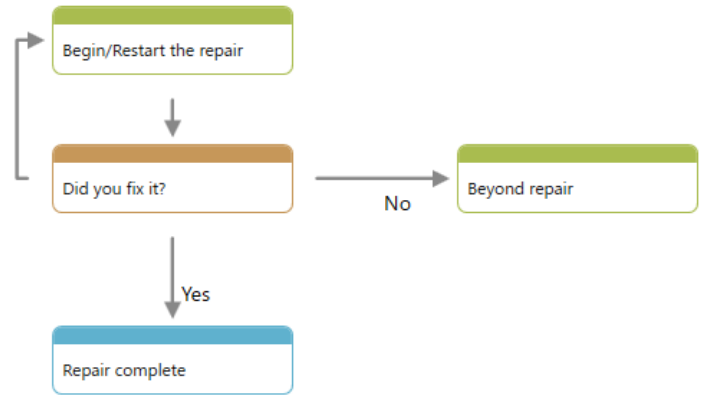 Begin/Restart the repair
Did you fix it?
Beyond repair
No
Yes
Repair complete